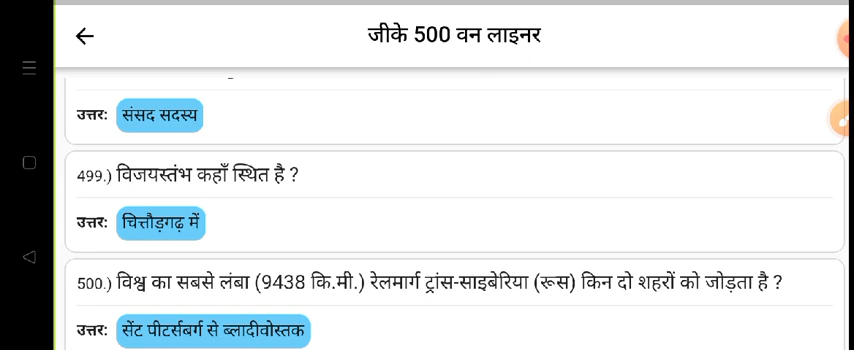 जीके 500 वन लाइनर
उत्तर: संसद सदस्य
499.) विजयस्तंभ कहाँ स्थित है ?
उत्तर: चित्तौड़गढ़ में
500.) विश्व का सबसे लंबा (9438 कि.मी.) रेलमार्ग ट्रांस-साइबेरिया (रूस) किन दो शहरों को जोड़ता है ?
उत्तर: सेंट पीटर्सबर्ग से ब्लादीवोस्तक